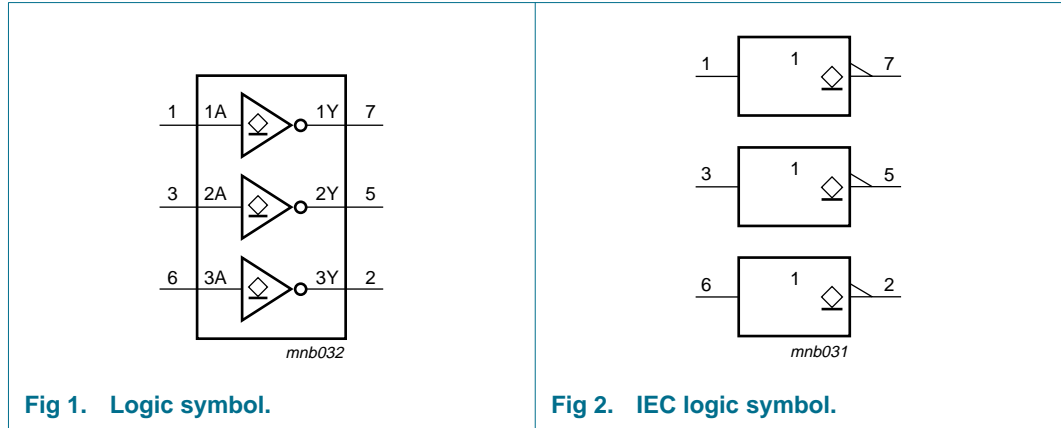 1 1A 1Y 7
3 2A 2Y 5
6 3A 3Y 2
mnb032
Fig 1. Logic symbol.
1 1 7
3 1 5
6 1 2
mnb031
Fig 2. IEC logic symbol.